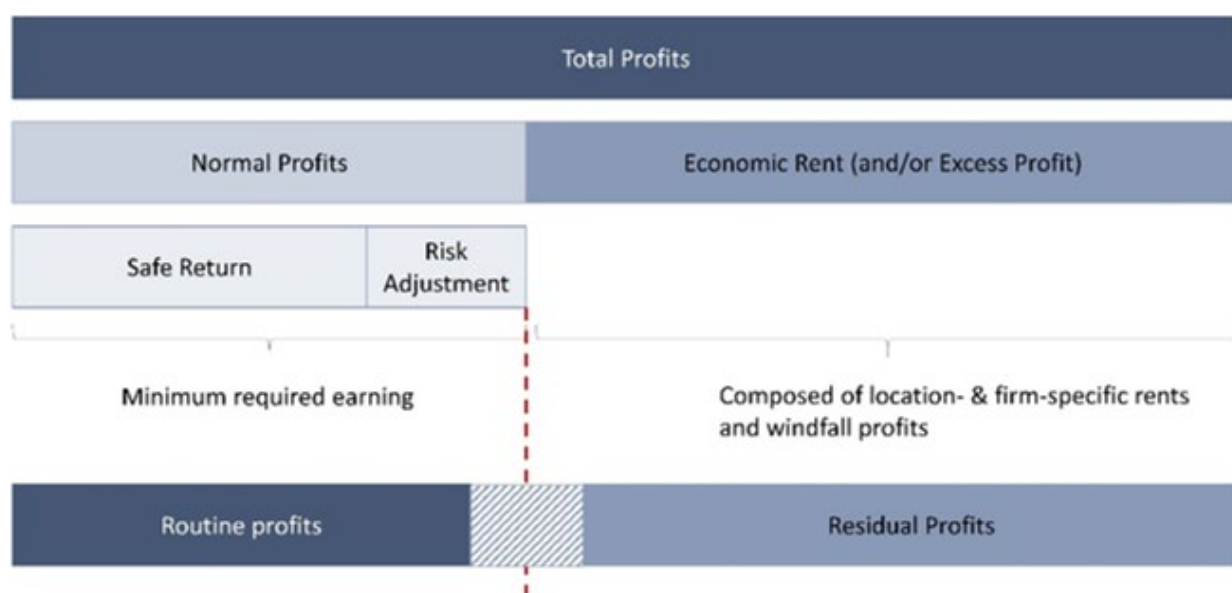 Total Profits
Normal Profits
Economic Rent (and/or Excess Profit)
Safe Return
Risk
Adjustment
Minimum required earning
Composed of location- & firm-specific rents
and windfall profits
Routine profits
Residual Profits